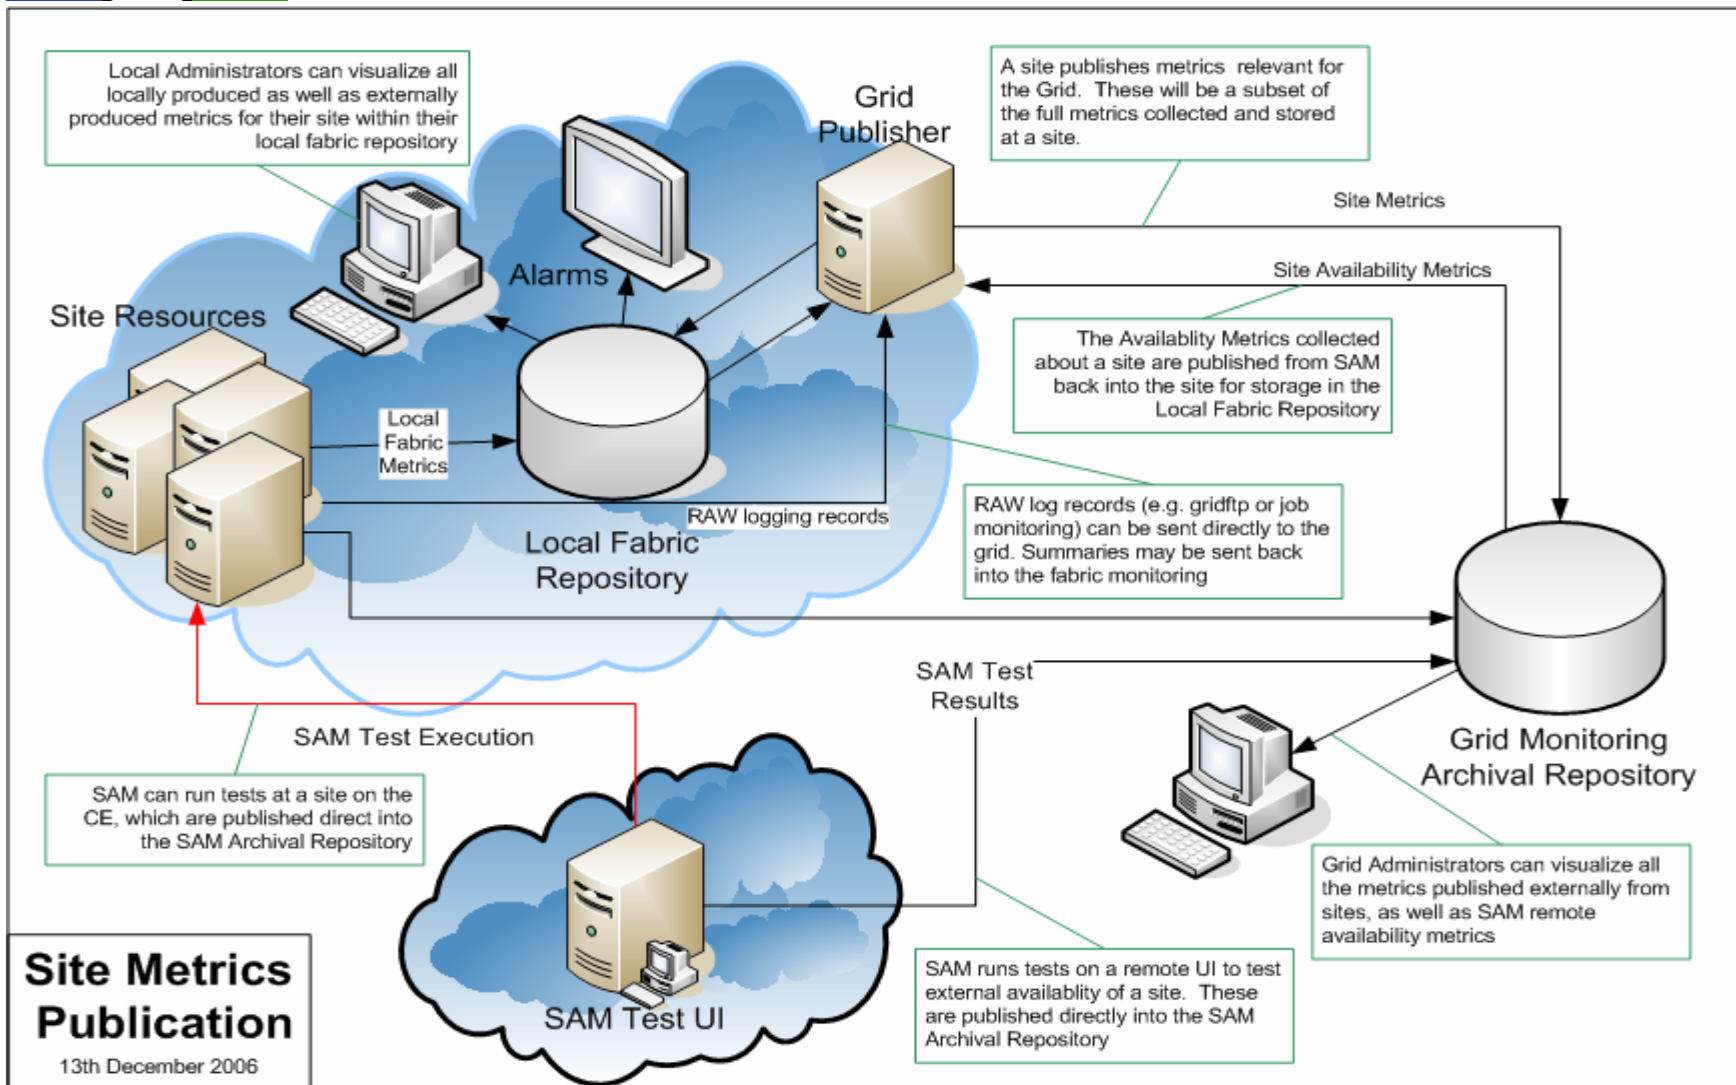 Local Administrators can visualize all
locally produced as well as externally
produced metrics for their site within their
local fabric repository
Grid
Publisher
A site publishes metrics relevant for
the Grid. These will be a subset of
the full metrics collected and stored
at a site.
Site Metrics
Site Availability Metrics
Alarms
Site Resources
The Availablity Metrics collected
about a site are published from SAM
back into the site for storage in the
Local Fabric Repository
Local
Fabric
Metrics
RAW logging records
Local Fabric
Repository
RAW log records (e.g. gridftp or job
monitoring) can be sent directly to the
grid. Summaries may be sent back
into the fabric monitoring
SAM Test
Results
SAM Test Execution
Grid Monitoring
Archival Repository
SAM can run tests at a site on the
CE, which are published direct into
the SAM Archival Repository
Grid Administrators can visualize all
the metrics published externally from
sites, as well as SAM remote
availability metrics
SAM runs tests on a remote UI to test
external availablity of a site. These
are published directly into the SAM
Archival Repository
SAM Test UI
Site Metrics
Publication
13th December 2006